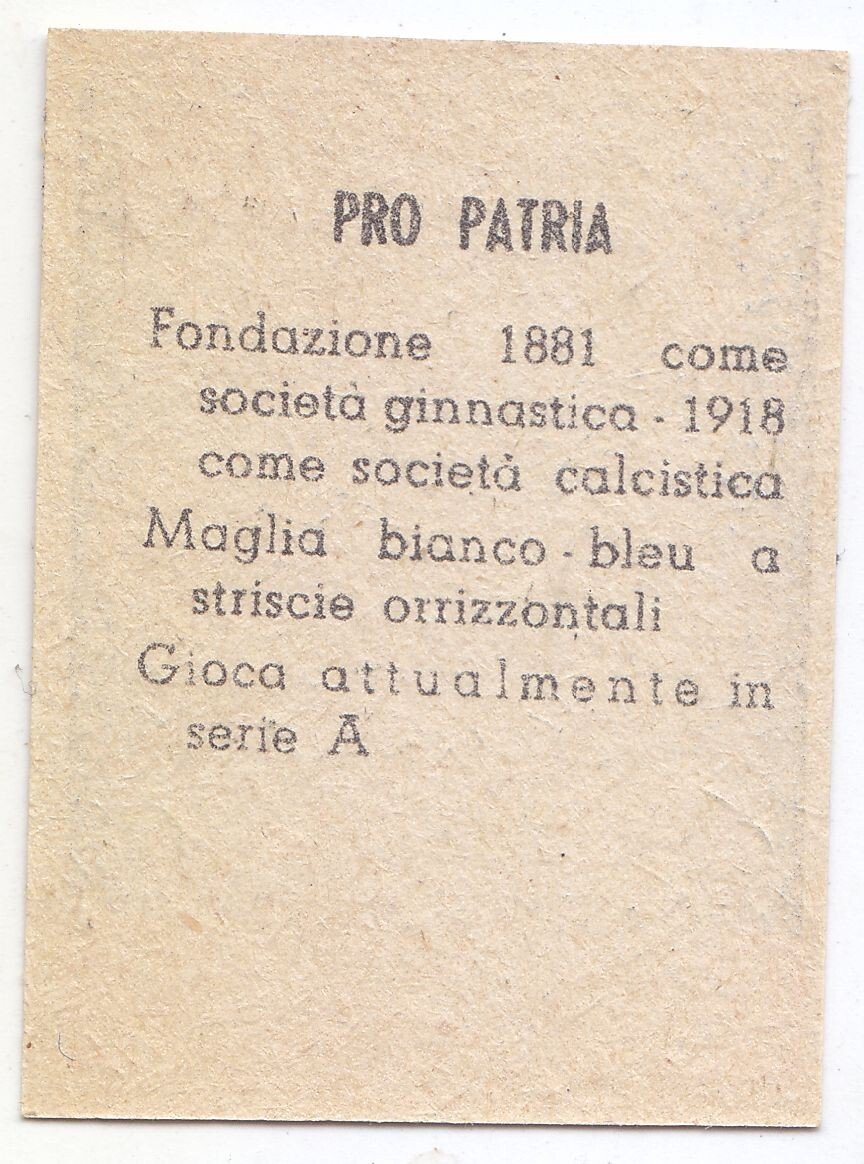 PRO PATRIA
Fondazione 1881 come
società ginnastica - 1918
come società calcistica
Maglia bianco - bleu a
striscie orrizzontali
Gioca attualmente in
serie A